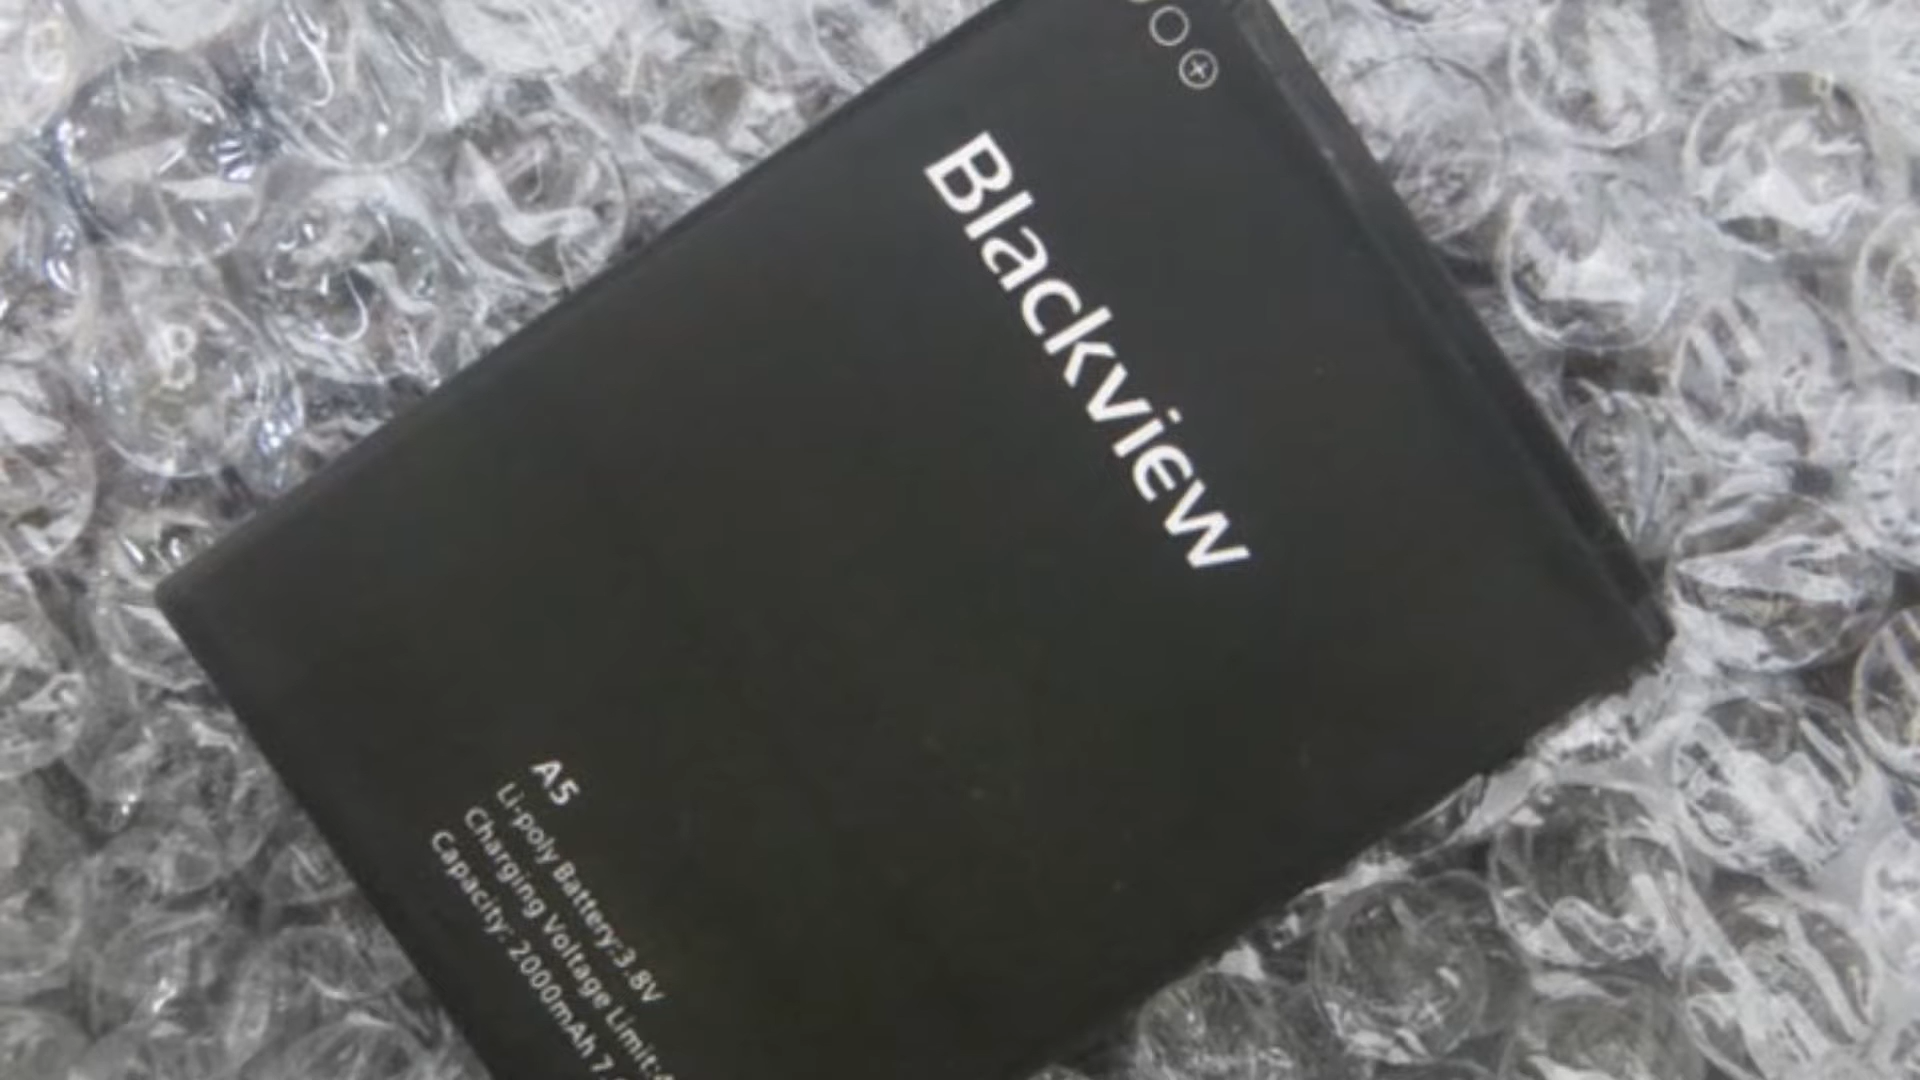 Blackview
A5
Li-poly Battery:3.8V
Charging Voltage Limit:
Capacity: 2000mAh